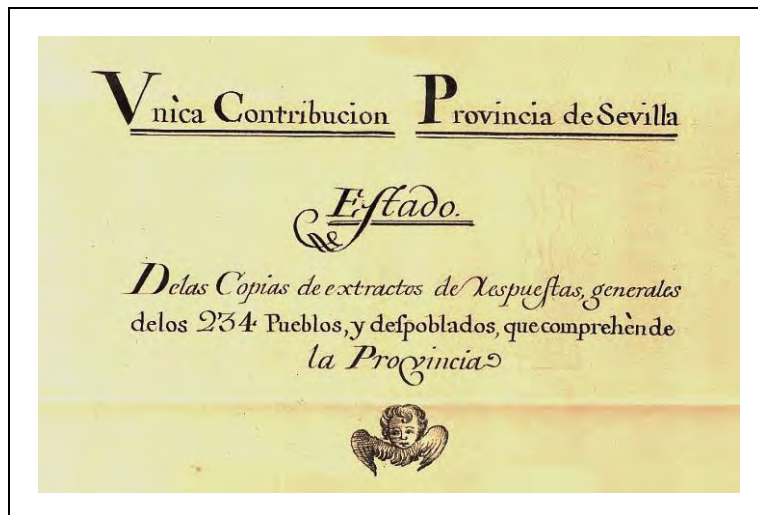 Vnica Contribucion Provincia de Sevilla
Eſtado.
Delas Copias de extractos de Respueſtas, generales
delos 234 Pueblos, y deſpoblados, que comprehènde
la Provincia